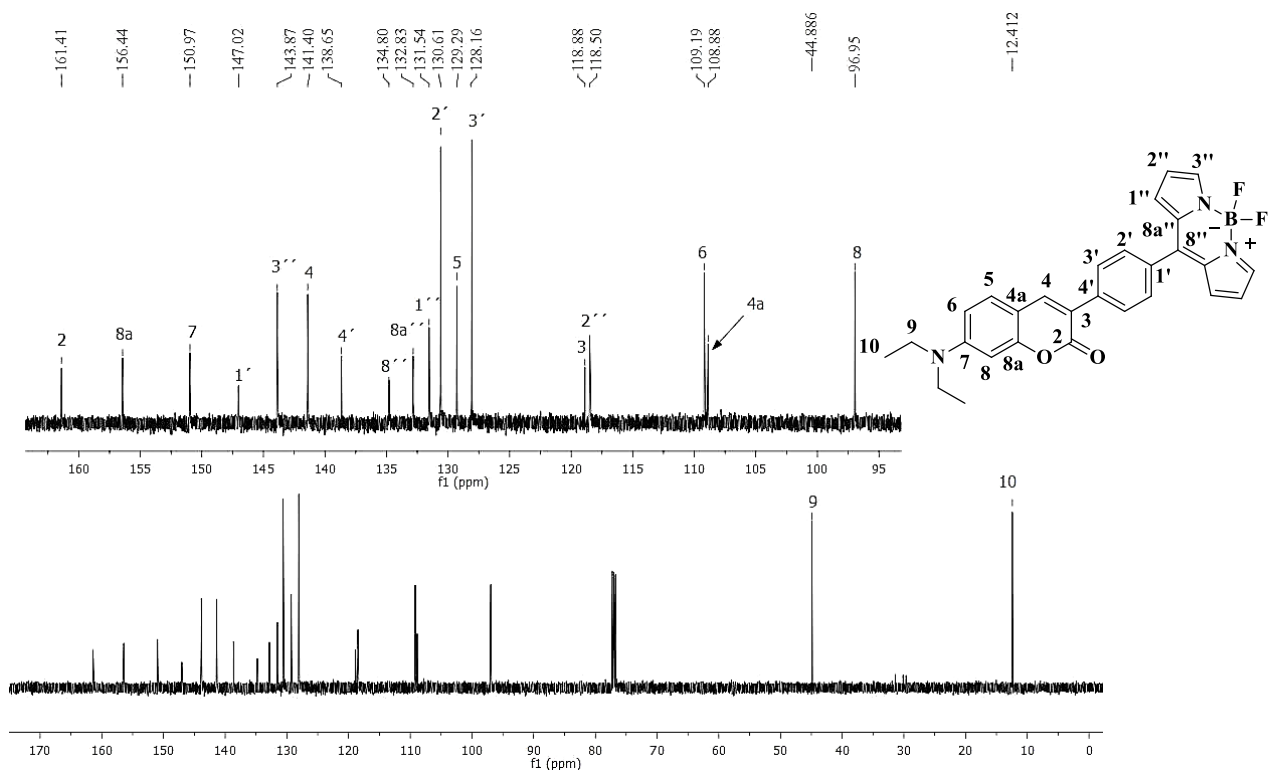 161.41 156.44 150.97 147.02 143.87 141.40 138.65 134.80 132.83 131.54 130.61 129.29 128.16 118.88 118.50 109.19 108.88 44.886 96.95 12.412
2 8a 7 1´ 3´´ 4 4´ 8´´ 8a´´ 1´´ 2´ 5 3´ 3 2´´ 6 4a 8
160 155 150 145 140 135 130 125 120 115 110 105 100 95
f1 (ppm)
2'' 3''
1'' N B F F
8a'' 8'' − N +
3' 2'
4' 1'
5 4a 4 3
6 7 8 8a O 2 O
9 10 N
9 10
170 160 150 140 130 120 110 100 90 80 70 60 50 40 30 20 10 0
f1 (ppm)